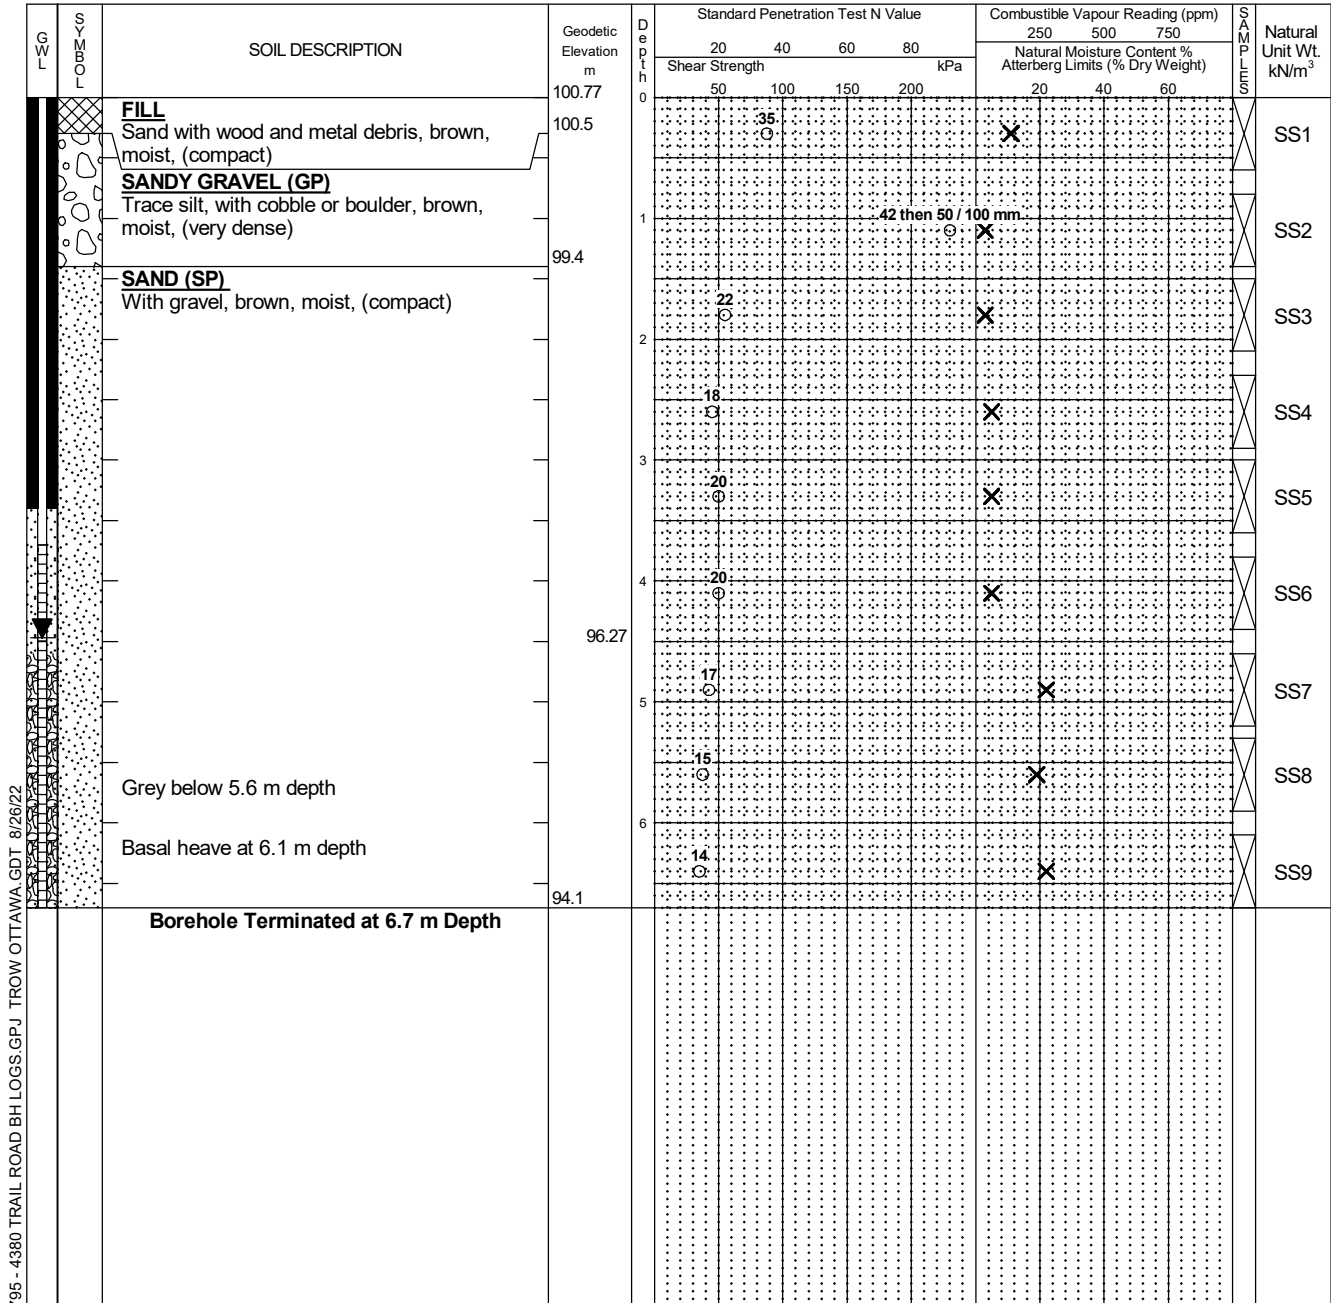 GWL
SYMBOL
SOIL DESCRIPTION
Geodetic
Elevation
m
Depth
Standard Penetration Test N Value
20 40 60 80
Shear Strength kPa
50 100 150 200
Combustible Vapour Reading (ppm)
250 500 750
Natural Moisture Content %
Atterberg Limits (% Dry Weight)
20 40 60
SAMPLES
Natural
Unit Wt.
kN/m³
100.77
0
FILL
Sand with wood and metal debris, brown,
moist, (compact)
100.5
35
SS1
SANDY GRAVEL (GP)
Trace silt, with cobble or boulder, brown,
moist, (very dense)
1
42 then 50 / 100 mm
SS2
99.4
SAND (SP)
With gravel, brown, moist, (compact)
22
SS3
2
18
SS4
3
20
SS5
4
20
SS6
96.27
17
SS7
5
15
SS8
Grey below 5.6 m depth
6
Basal heave at 6.1 m depth
14
SS9
94.1
Borehole Terminated at 6.7 m Depth
95 - 4380 TRAIL ROAD BH LOGS.GPJ TROW OTTAWA.GDT 8/26/22